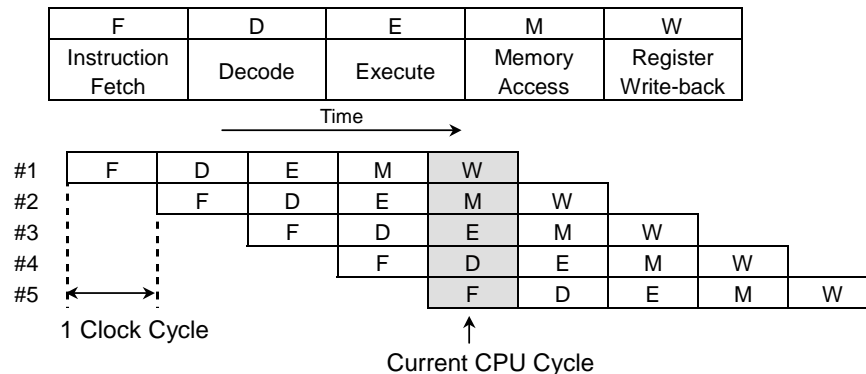 F D E M W
Instruction Fetch Decode Execute Memory Access Register Write-back
Time
#1 F D E M W
#2 F D E M W
#3 F D E M W
#4 F D E M W
#5 F D E M W
1 Clock Cycle
Current CPU Cycle